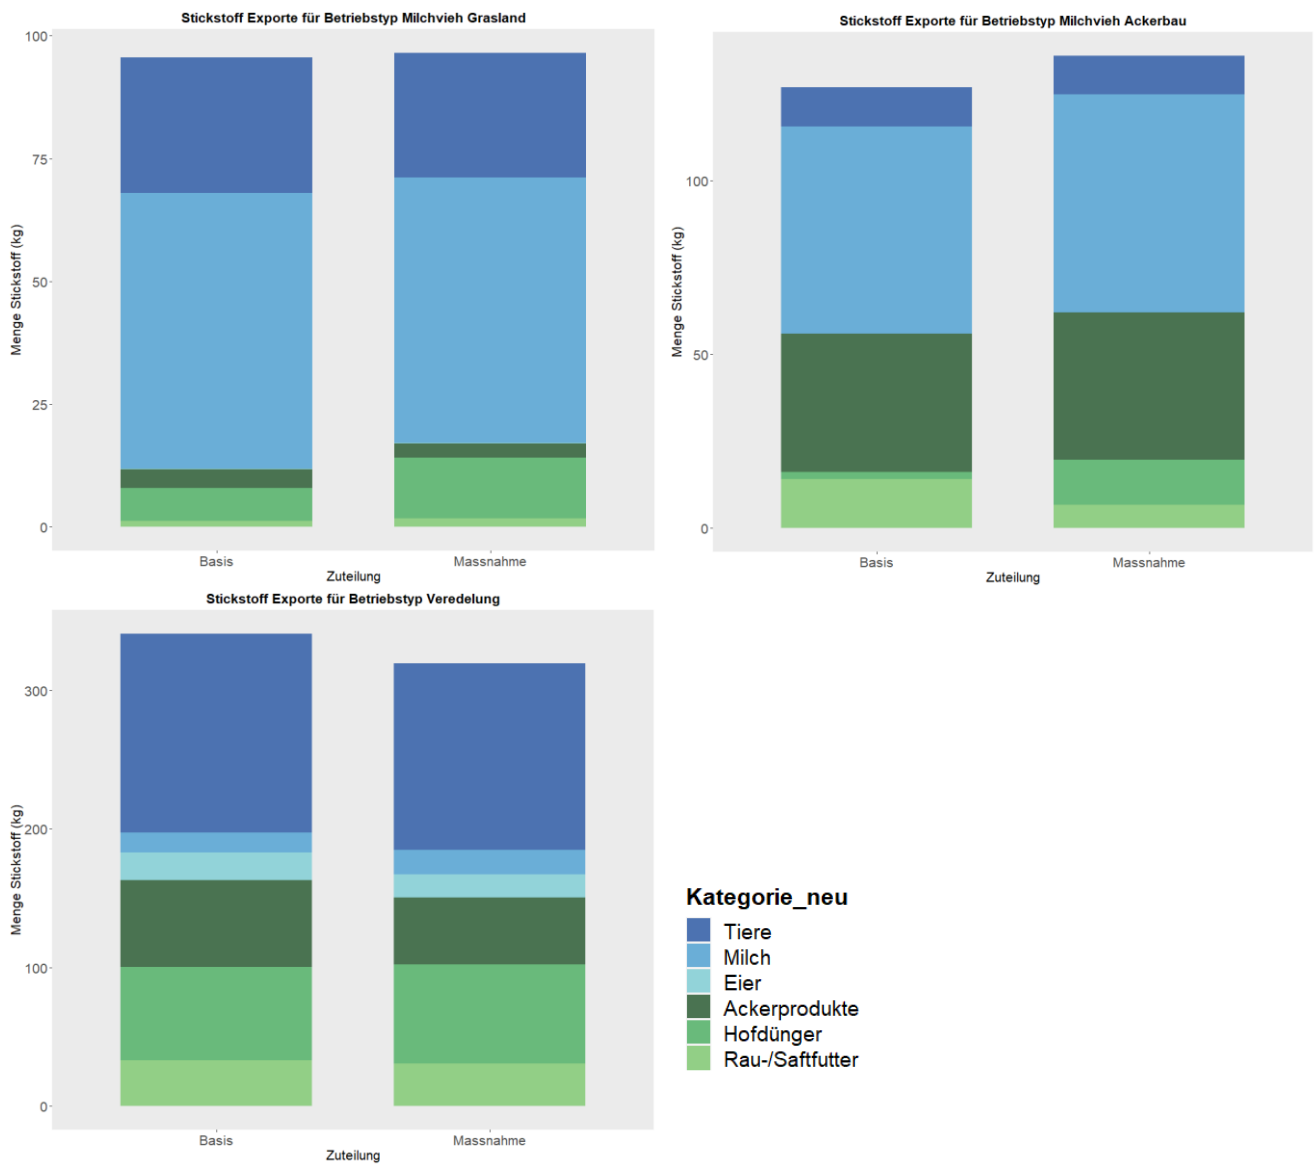 Stickstoff Exporte für Betriebstyp Milchvieh Grasland
Menge Stickstoff (kg)
100
75
50
25
0
Basis
Massnahme
Zuteilung
Stickstoff Exporte für Betriebstyp Milchvieh Ackerbau
Menge Stickstoff (kg)
100
50
0
Basis
Massnahme
Zuteilung
Stickstoff Exporte für Betriebstyp Veredelung
Menge Stickstoff (kg)
300
200
100
0
Basis
Massnahme
Zuteilung
Kategorie_neu
Tiere
Milch
Eier
Ackerprodukte
Hofdünger
Rau-/Saftfutter